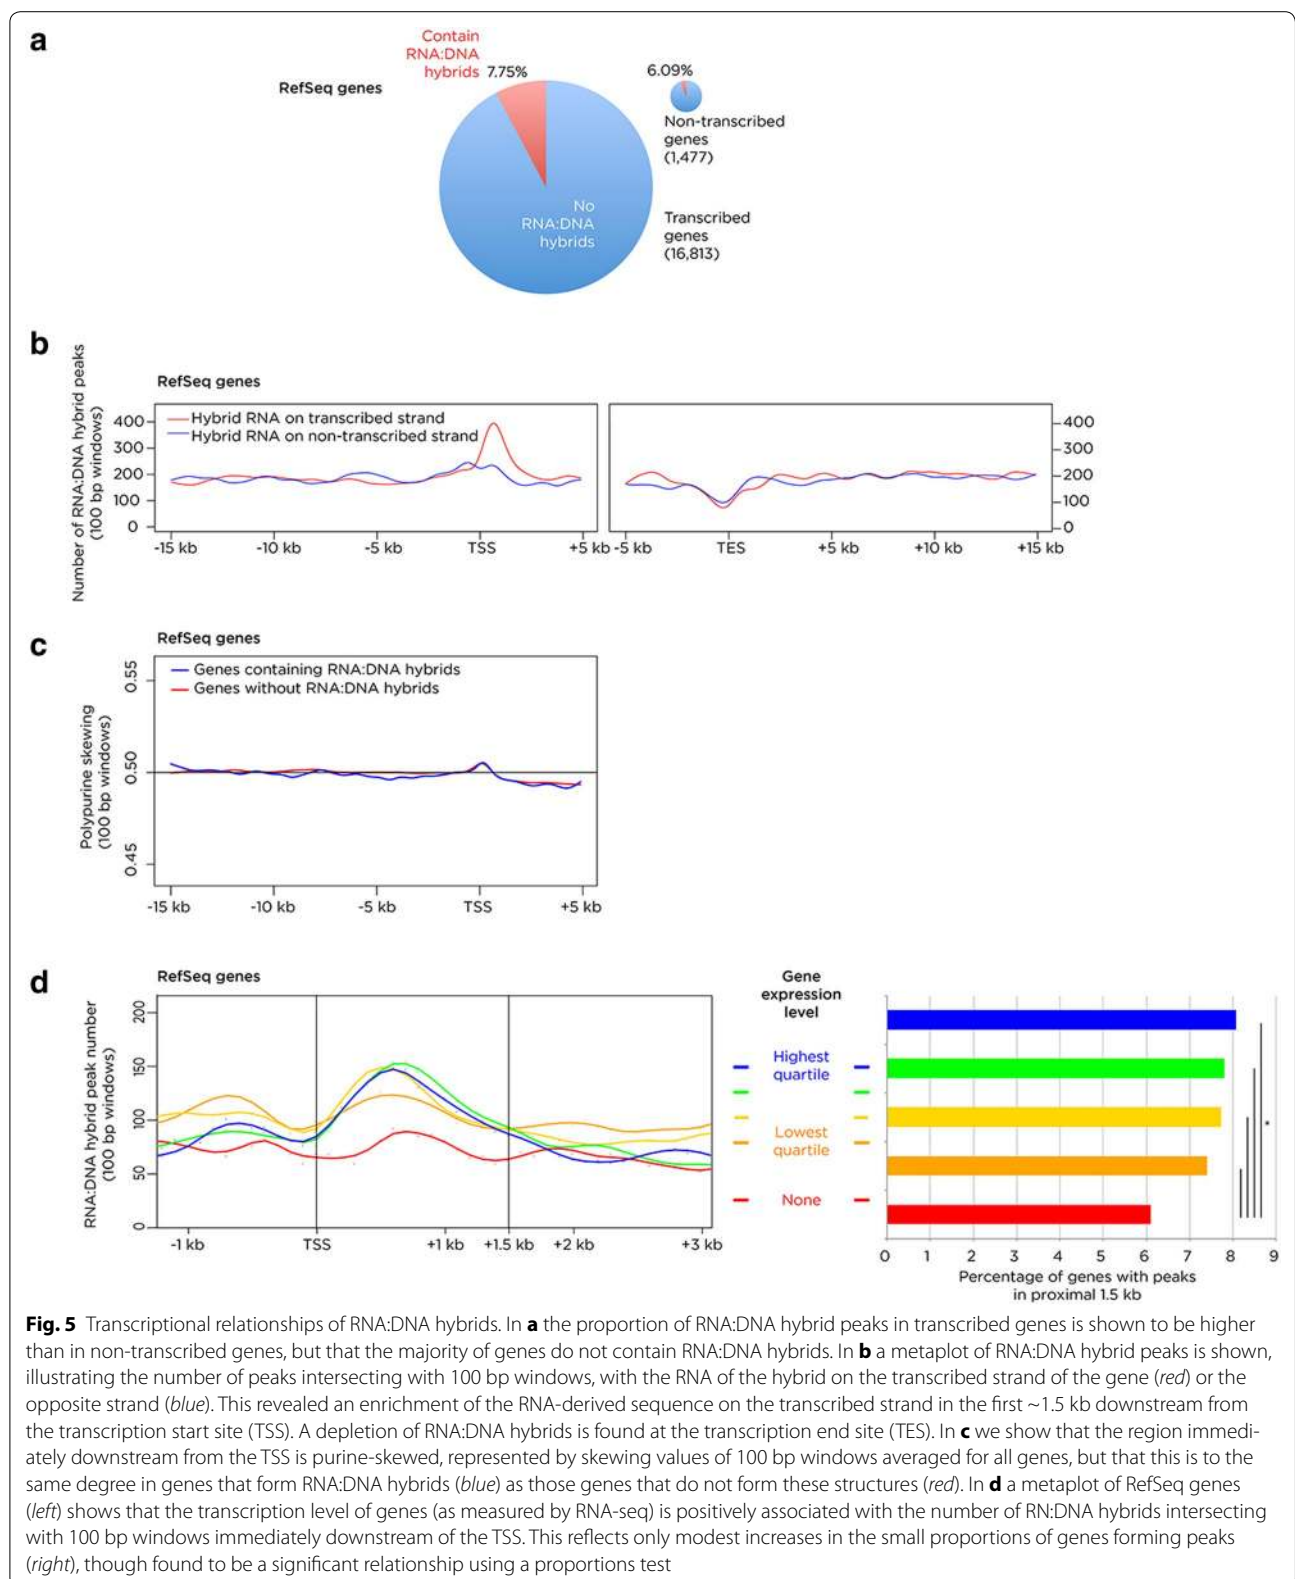 a
Contain
RNA:DNA
hybrids 7.75%
RefSeq genes
No
RNA:DNA
hybrids
6.09%
Non-transcribed
genes
(1,477)
Transcribed
genes
(16,813)
b
RefSeq genes
Number of RNA:DNA hybrid peaks
(100 bp windows)
400
300
200
100
0
Hybrid RNA on transcribed strand
Hybrid RNA on non-transcribed strand
-15 kb -10 kb -5 kb TSS +5 kb
400
300
200
100
0
-5 kb TES +5 kb +10 kb +15 kb
c
RefSeq genes
Polypurine skewing
(100 bp windows)
0.55
0.50
0.45
Genes containing RNA:DNA hybrids
Genes without RNA:DNA hybrids
-15 kb -10 kb -5 kb TSS +5 kb
d
RefSeq genes
RNA:DNA hybrid peak number
(100 bp windows)
200
150
100
50
0
-1 kb TSS +1 kb +1.5 kb +2 kb +3 kb
Gene
expression
level
Highest
quartile
Lowest
quartile
None
*
0 1 2 3 4 5 6 7 8 9
Percentage of genes with peaks
in proximal 1.5 kb
Fig. 5 Transcriptional relationships of RNA:DNA hybrids. In a the proportion of RNA:DNA hybrid peaks in transcribed genes is shown to be higher
than in non-transcribed genes, but that the majority of genes do not contain RNA:DNA hybrids. In b a metaplot of RNA:DNA hybrid peaks is shown,
illustrating the number of peaks intersecting with 100 bp windows, with the RNA of the hybrid on the transcribed strand of the gene (red) or the
opposite strand (blue). This revealed an enrichment of the RNA-derived sequence on the transcribed strand in the first ~1.5 kb downstream from
the transcription start site (TSS). A depletion of RNA:DNA hybrids is found at the transcription end site (TES). In c we show that the region immedi-
ately downstream from the TSS is purine-skewed, represented by skewing values of 100 bp windows averaged for all genes, but that this is to the
same degree in genes that form RNA:DNA hybrids (blue) as those genes that do not form these structures (red). In d a metaplot of RefSeq genes
(left) shows that the transcription level of genes (as measured by RNA-seq) is positively associated with the number of RN:DNA hybrids intersecting
with 100 bp windows immediately downstream of the TSS. This reflects only modest increases in the small proportions of genes forming peaks
(right), though found to be a significant relationship using a proportions test